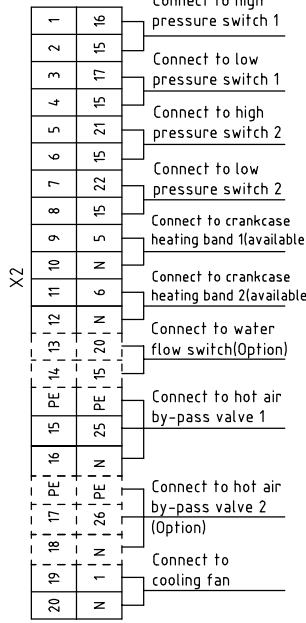 Connect to high
1 16 pressure switch 1
2 15
Connect to low
3 17 pressure switch 1
4 15
Connect to high
5 21 pressure switch 2
6 15
Connect to low
7 22 pressure switch 2
8 15
Connect to crankcase
9 5 heating band 1(available
10 N
X2
Connect to crankcase
11 6 heating band 2(available
12 N
Connect to water
13 20 flow switch(Option)
14 15
PE PE Connect to hot air
15 25 by-pass valve 1
16 N
PE PE Connect to hot air
17 26 by-pass valve 2
(Option)
18 N
Connect to
19 1 cooling fan
20 N